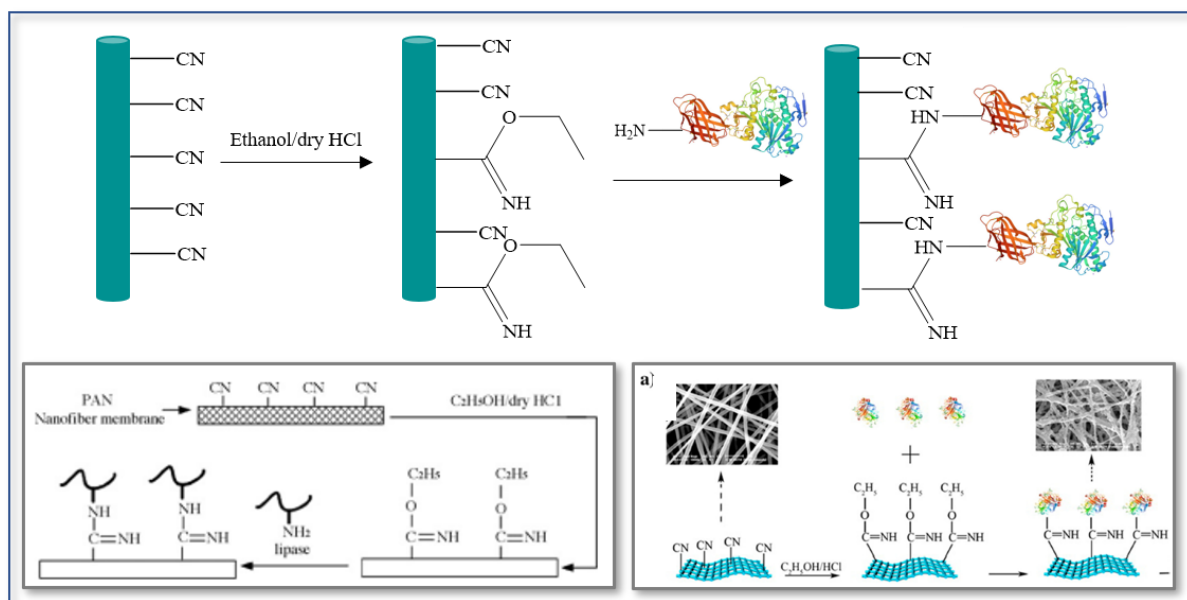 CN
CN
CN
CN
CN
Ethanol/dry HCl
CN
CN
O
NH
CN
O
NH
H₂N
CN
CN
HN
NH
CN
HN
NH
PAN
Nanofiber membrane
CN CN CN CN
C₂H₅OH/dry HC1
NH NH
C=NH C=NH
NH₂
lipase
C₂H₅ C₂H₅
O O
C=NH C=NH
a)
+
C₂H₅ C₂H₅ C₂H₅
O O O
C=NH C=NH C=NH
CN CN CN CN
C₂H₅OH/HCl
C=NH C=NH C=NH